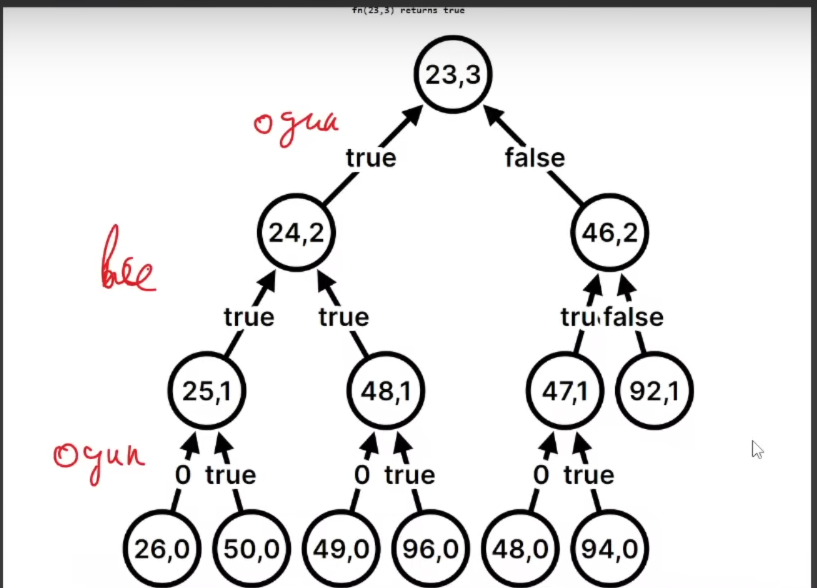 fn(23,3) returns true
23,3
один
true false
24,2 46,2
все
true true tru false
25,1 48,1 47,1 92,1
один
0 true 0 true 0 true
26,0 50,0 49,0 96,0 48,0 94,0